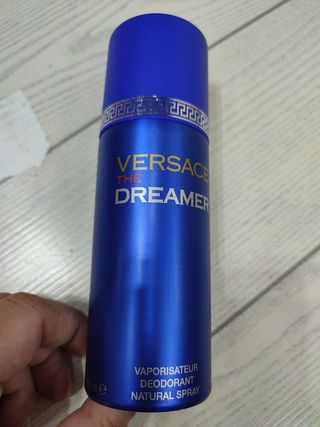 VERSACE
THE
DREAMER
VAPORISATEUR
DEODORANT
NATURAL SPRAY